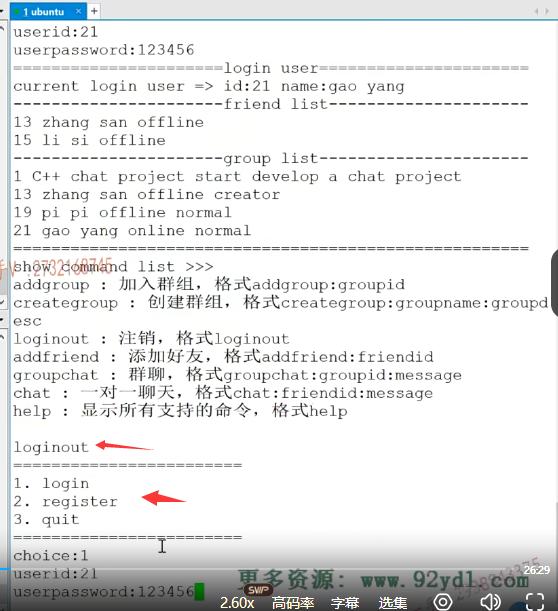 1 ubuntu
userid:21
userpassword:123456
======================login user======================
current login user => id:21 name:gao yang
----------------------friend list---------------------
13 zhang san offline
15 li si offline
----------------------group list----------------------
1 C++ chat project start develop a chat project
13 zhang san offline creator
19 pi pi offline normal
21 gao yang online normal
======================================================
show command list >>>
addgroup : 加入群组，格式addgroup:groupid
creategroup : 创建群组，格式creategroup:groupname:groupd
esc
loginout : 注销，格式loginout
addfriend : 添加好友，格式addfriend:friendid
groupchat : 群聊，格式groupchat:groupid:message
chat : 一对一聊天，格式chat:friendid:message
help : 显示所有支持的命令，格式help
loginout
========================
1. login
2. register
3. quit
========================
choice:1
userid:21
userpassword:123456
更多资源: www.92yd1.com
26:29
2.60x 高码率 SWIP 字幕 选集